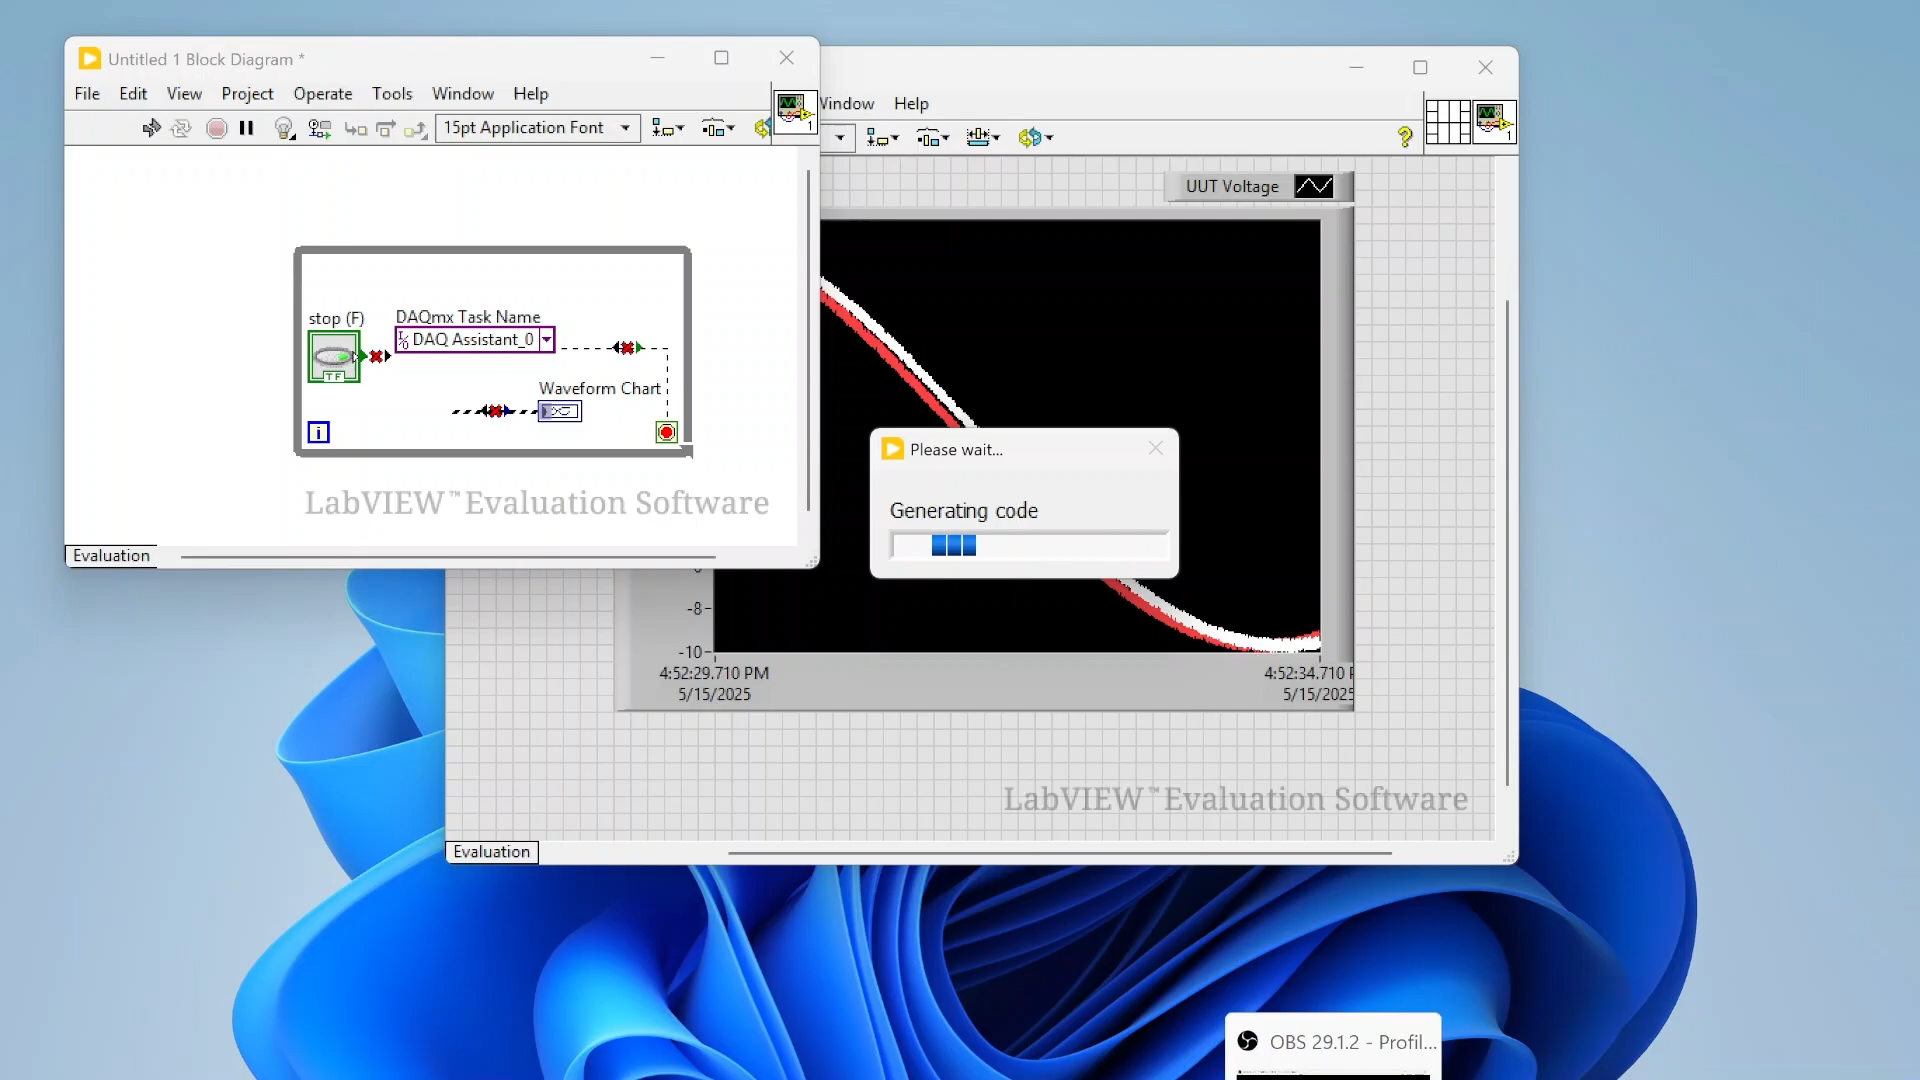 Untitled 1 Block Diagram *
File Edit View Project Operate Tools Window Help
15pt Application Font
1
stop (F)
TF
DAQmx Task Name
DAQ Assistant_0
Waveform Chart
i
LabVIEW™ Evaluation Software
Evaluation
Window Help
?
1
UUT Voltage
Please wait...
Generating code
-8
-10
4:52:29.710 PM
5/15/2025
4:52:34.710
5/15/2025
LabVIEW™ Evaluation Software
Evaluation
OBS 29.1.2 - Profil...